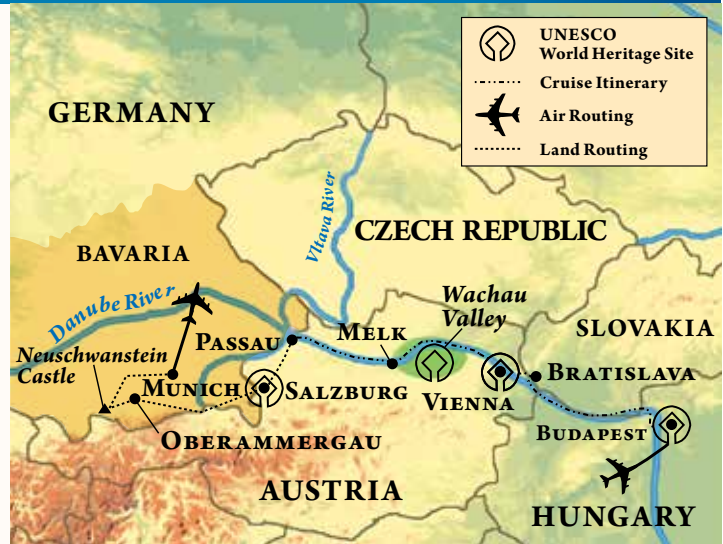 UNESCO
World Heritage Site
Cruise Itinerary
Air Routing
Land Routing
GERMANY
Vltava River
CZECH REPUBLIC
BAVARIA
Danube River
Wachau
Valley
SLOVAKIA
Neuschwanstein
Castle
PASSAU
MELK
MUNICH
SALZBURG
VIENNA
BRATISLAVA
OBERAMMERGAU
BUDAPEST
AUSTRIA
HUNGARY